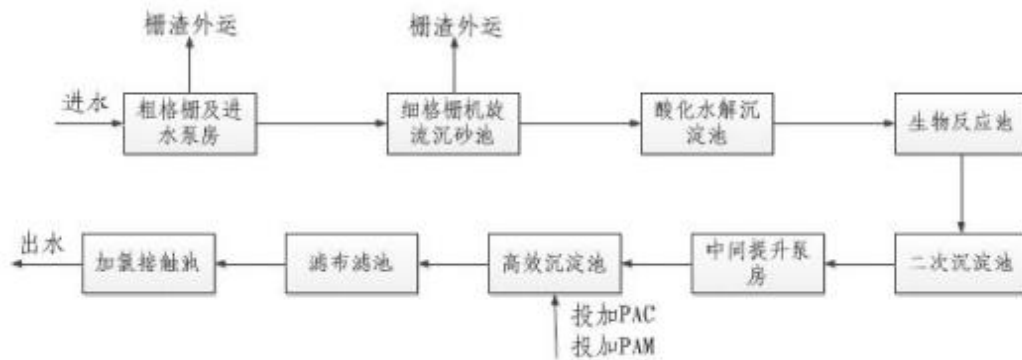 栅渣外运
栅渣外运
进水
粗格栅及进
水泵房
细格栅机旋
流沉砂池
酸化水解沉
淀池
生物反应池
出水
加氯接触池
滤布滤池
高效沉淀池
中间提升泵
房
二次沉淀池
投加PAC
投加PAM